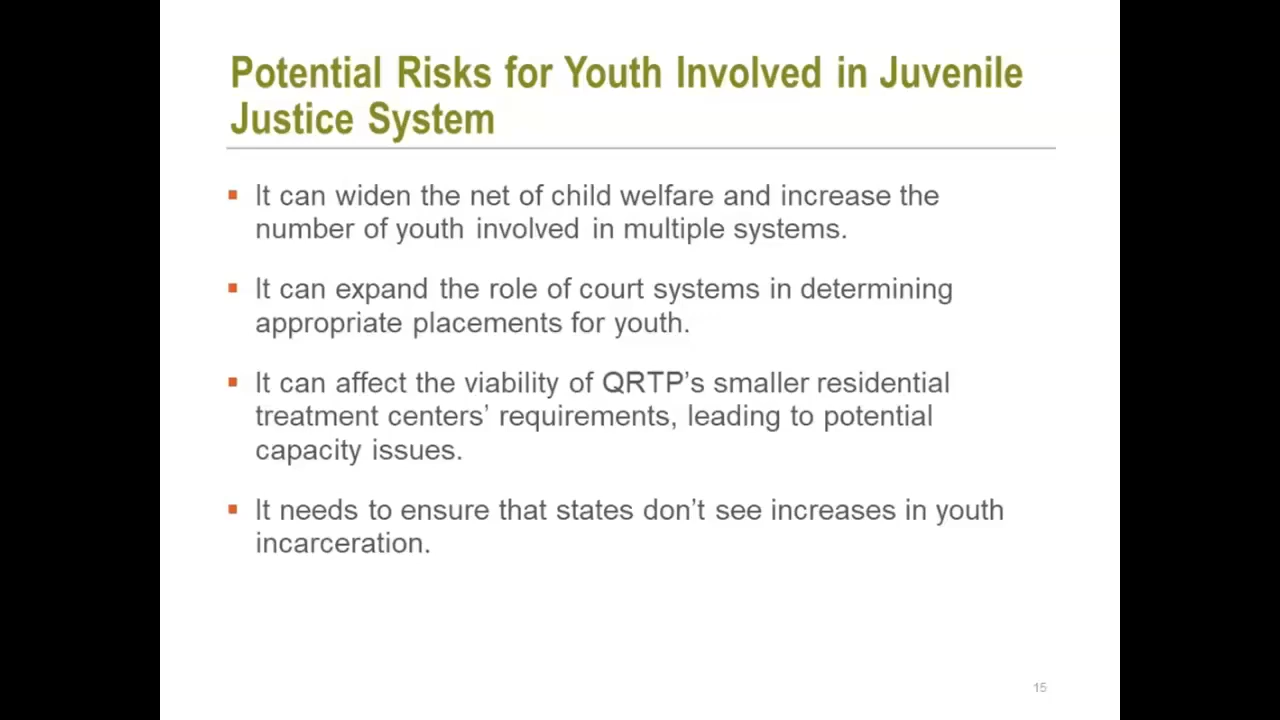 Potential Risks for Youth Involved in Juvenile
Justice System
▪ It can widen the net of child welfare and increase the
number of youth involved in multiple systems.
▪ It can expand the role of court systems in determining
appropriate placements for youth.
▪ It can affect the viability of QRTP’s smaller residential
treatment centers’ requirements, leading to potential
capacity issues.
▪ It needs to ensure that states don’t see increases in youth
incarceration.
15